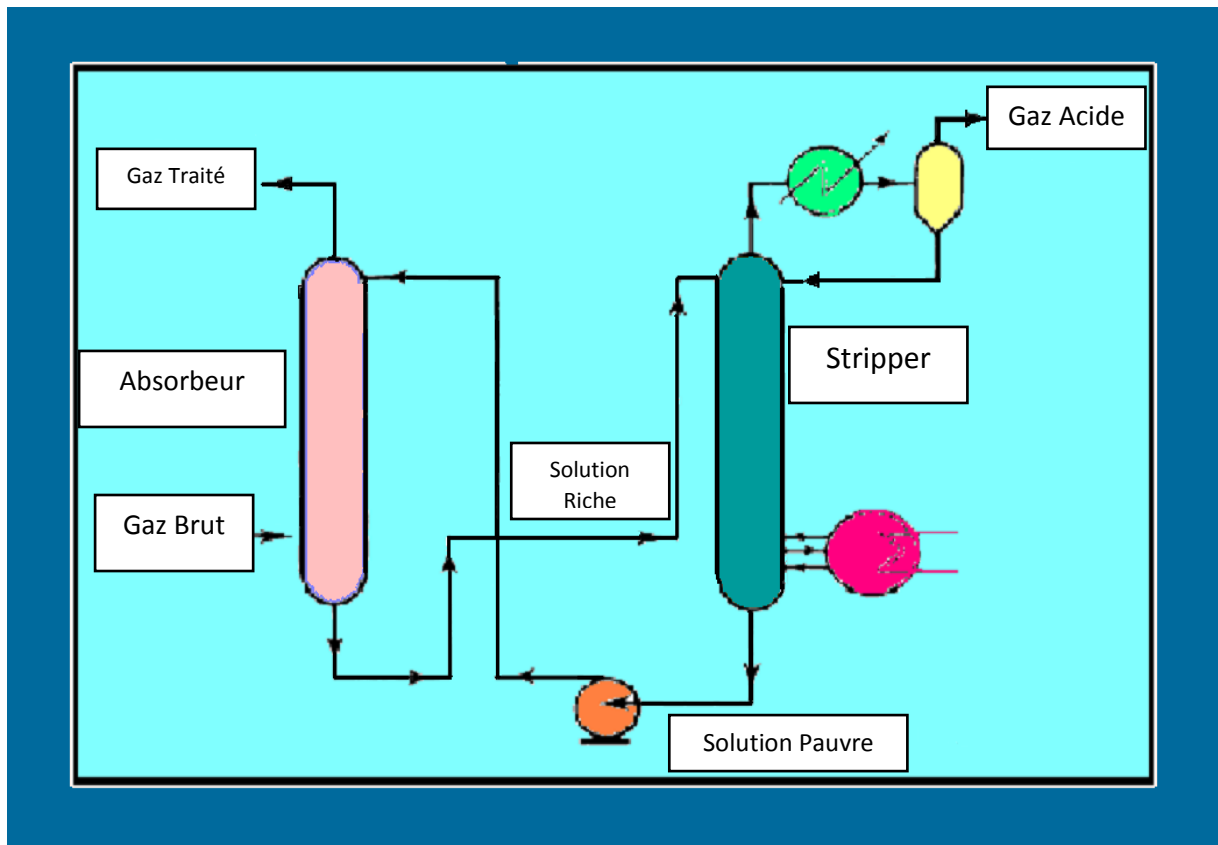 Gaz Acide
Gaz Traité
Stripper
Absorbeur
Solution
Riche
Gaz Brut
Solution Pauvre